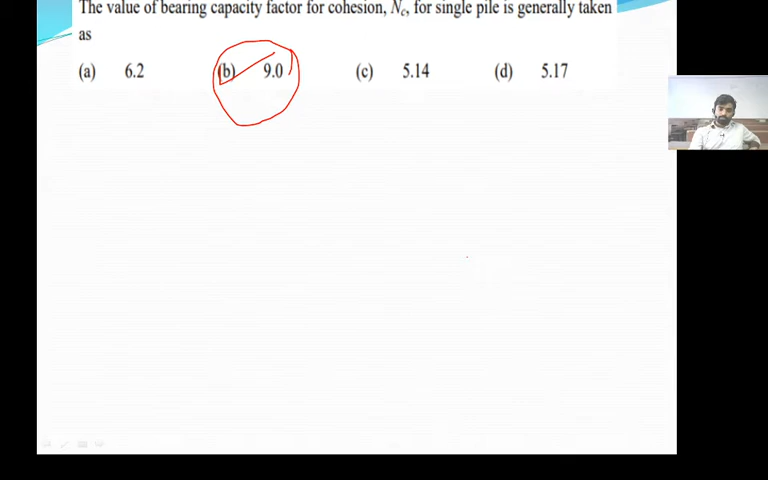 The value of bearing capacity factor for cohesion, Nc, for single pile is generally taken
as
(a) 6.2 (b) 9.0 (c) 5.14 (d) 5.17